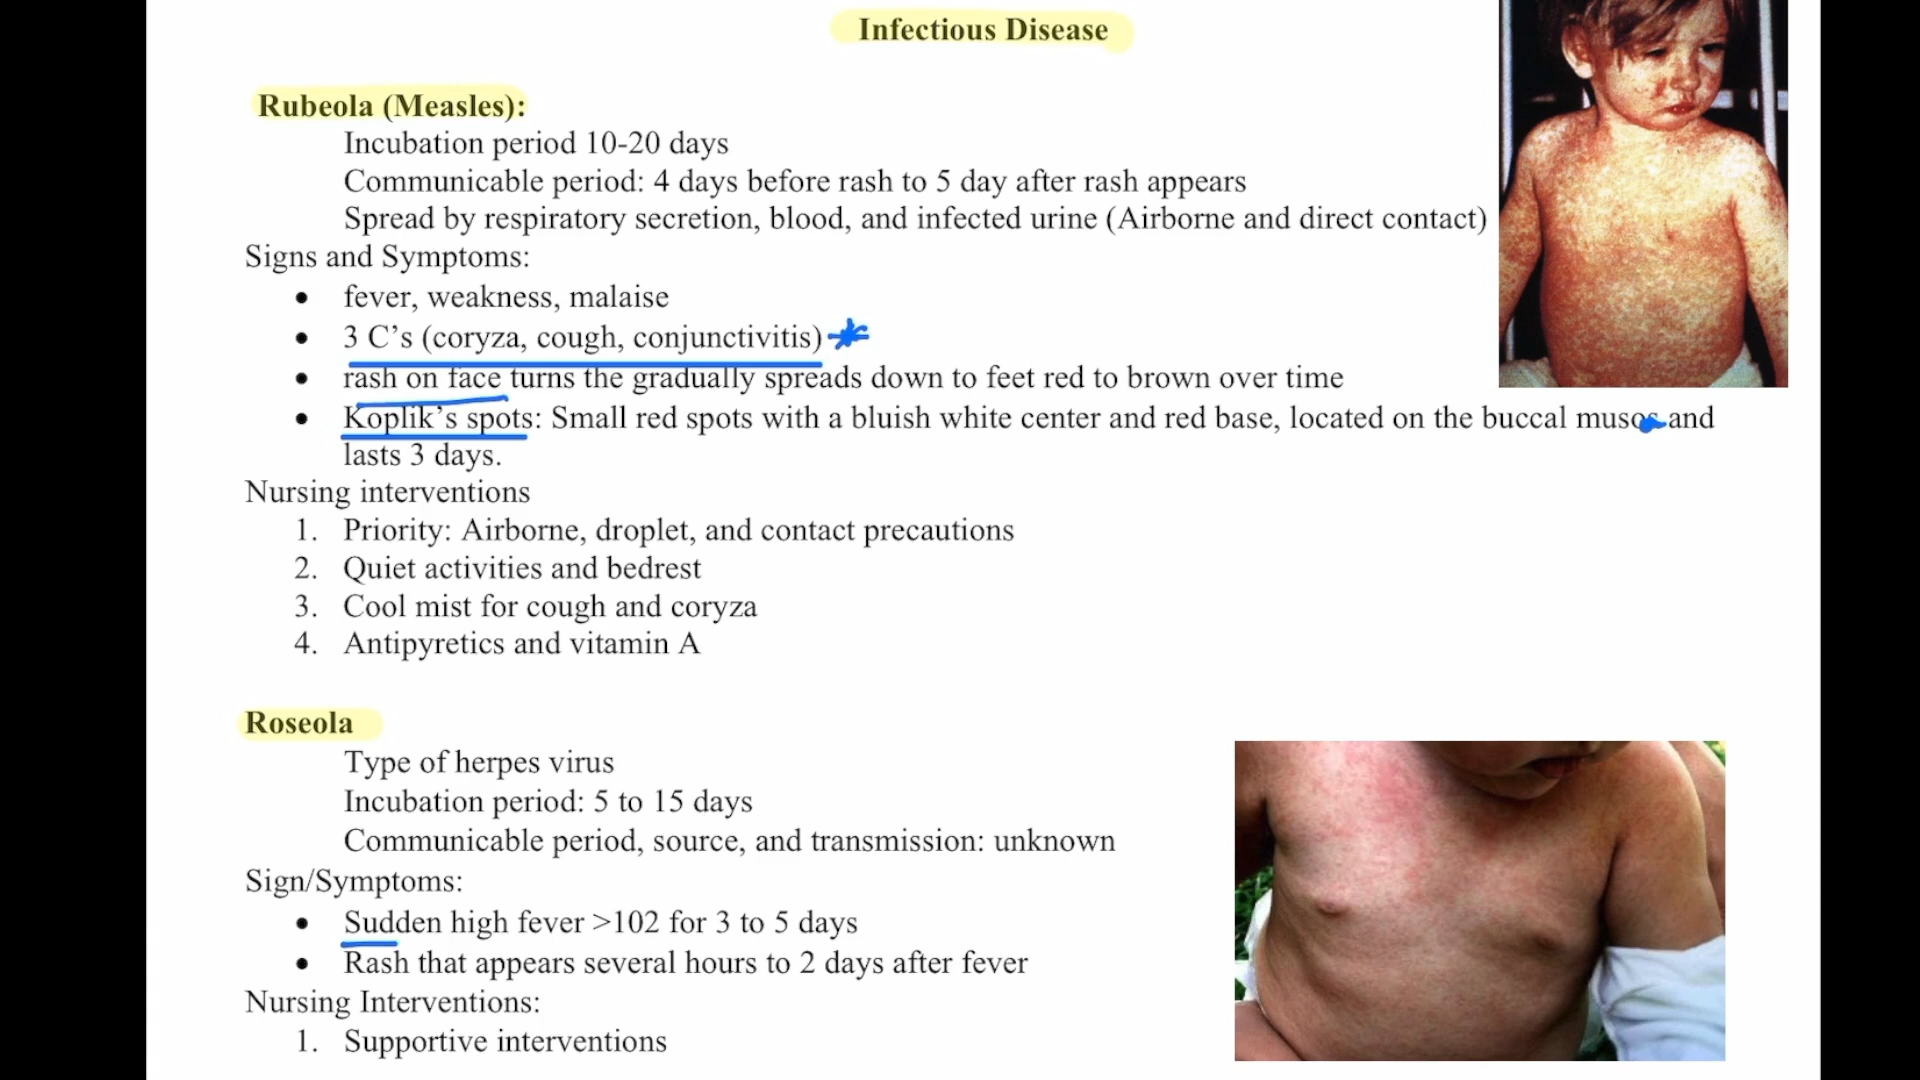 Infectious Disease
Rubeola (Measles):
Incubation period 10-20 days
Communicable period: 4 days before rash to 5 day after rash appears
Spread by respiratory secretion, blood, and infected urine (Airborne and direct contact)
Signs and Symptoms:
• fever, weakness, malaise
• 3 C’s (coryza, cough, conjunctivitis)
• rash on face turns the gradually spreads down to feet red to brown over time
• Koplik’s spots: Small red spots with a bluish white center and red base, located on the buccal and
lasts 3 days.
Nursing interventions
1. Priority: Airborne, droplet, and contact precautions
2. Quiet activities and bedrest
3. Cool mist for cough and coryza
4. Antipyretics and vitamin A
Roseola
Type of herpes virus
Incubation period: 5 to 15 days
Communicable period, source, and transmission: unknown
Sign/Symptoms:
• Sudden high fever >102 for 3 to 5 days
• Rash that appears several hours to 2 days after fever
Nursing Interventions:
1. Supportive interventions